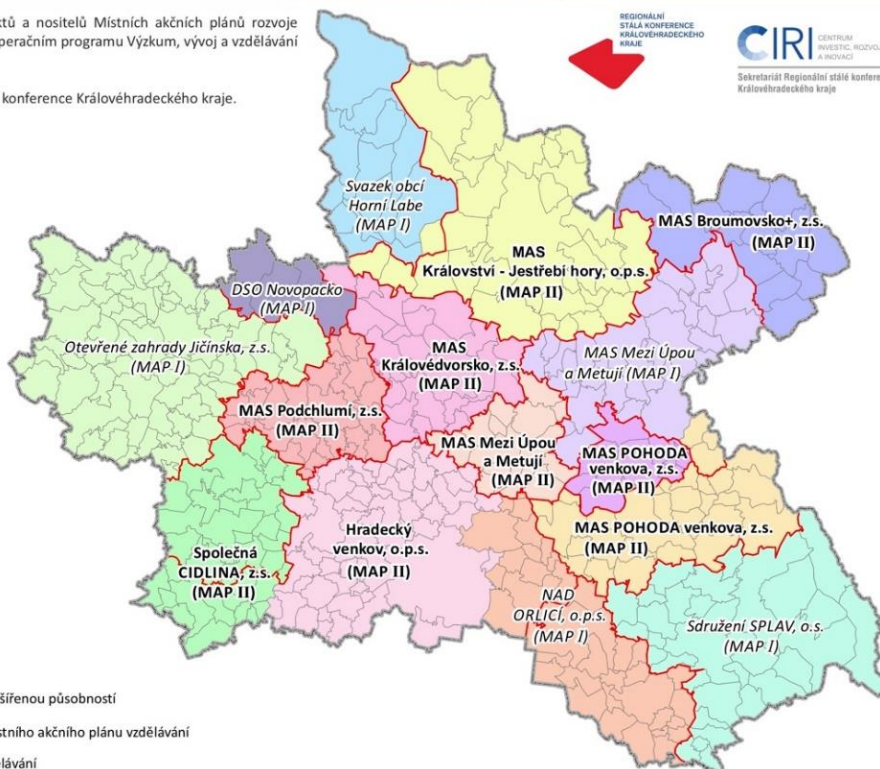 ktů a nositelů Místních akčních plánů rozvoje
peračním programu Výzkum, vývoj a vzdělávání
konference Královéhradeckého kraje.
REGIONÁLNÍ
STÁLÁ KONFERENCE
KRÁLOVÉHRADECKÉHO
KRAJE
CIRI
CENTRUM
INVESTIC, ROZVOJ
A INOVACÍ
Sekretariát Regionální stálé konfere
Královéhradeckého kraje
Svazek obcí
Horní Labe
(MAP I)
MAS
Království - Jestřebí hory, o.p.s.
(MAP II)
MAS Broumovsko+, z.s.
(MAP II)
DSO Novopacko
(MAP I)
Otevřené zahrady Jičínska, z.s.
(MAP I)
MAS
Královédvorsko, z.s.
(MAP II)
MAS Mezi Úpou
a Metují (MAP I)
MAS Podchlumí, z.s.
(MAP II)
MAS Mezi Úpou
a Metují
(MAP II)
MAS POHODA
venkova, z.s.
(MAP II)
MAS POHODA venkova, z.s.
(MAP II)
Společná
CIDLINA, z.s.
(MAP II)
Hradecký
venkov, o.p.s.
(MAP II)
NAD
ORLICÍ, o.p.s.
(MAP I)
Sdružení SPLAV, o.s.
(MAP I)
šířenou působností
stního akčního plánu vzdělávání
ělávání